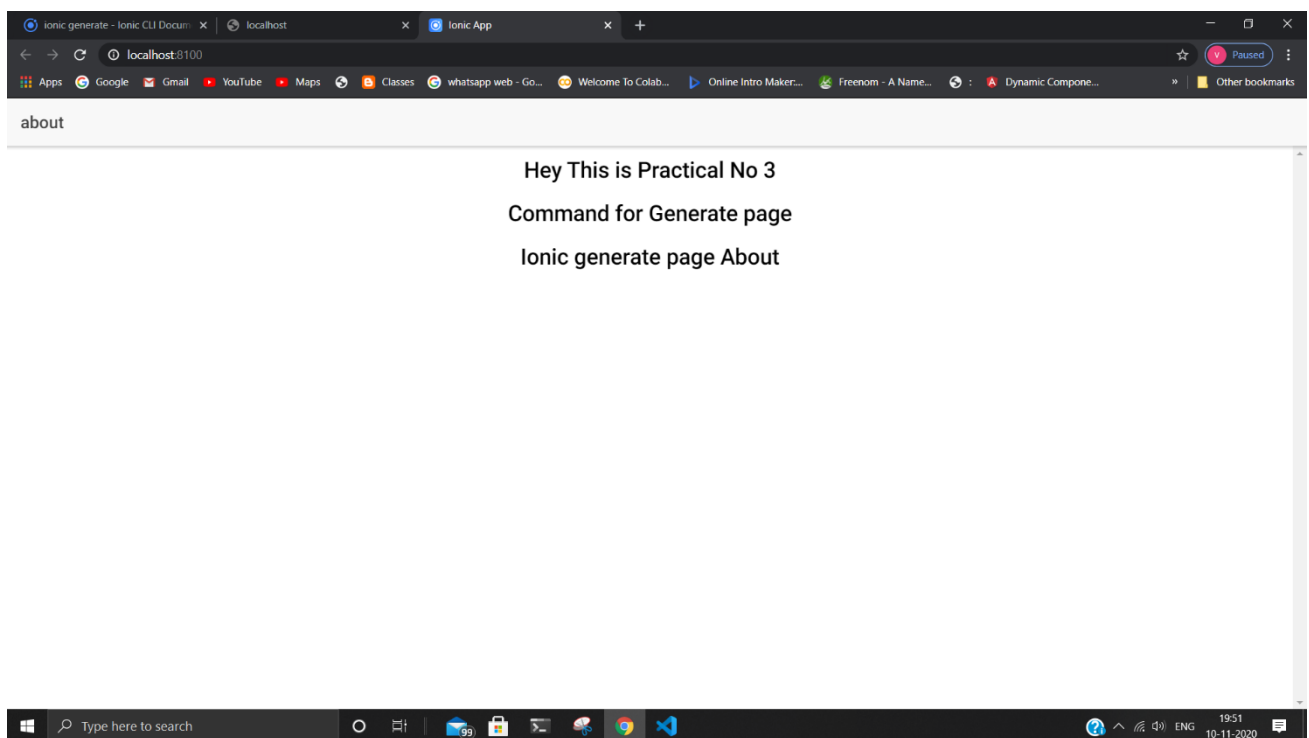 ionic generate - Ionic CLI Docum
localhost
Ionic App
localhost:8100
Paused
Apps Google Gmail YouTube Maps Classes whatsapp web - Go... Welcome To Colab... Online Intro Maker:... Freenom - A Name... : Dynamic Compone... » Other bookmarks
about
Hey This is Practical No 3
Command for Generate page
Ionic generate page About
Type here to search
99
ENG
19:51
10-11-2020